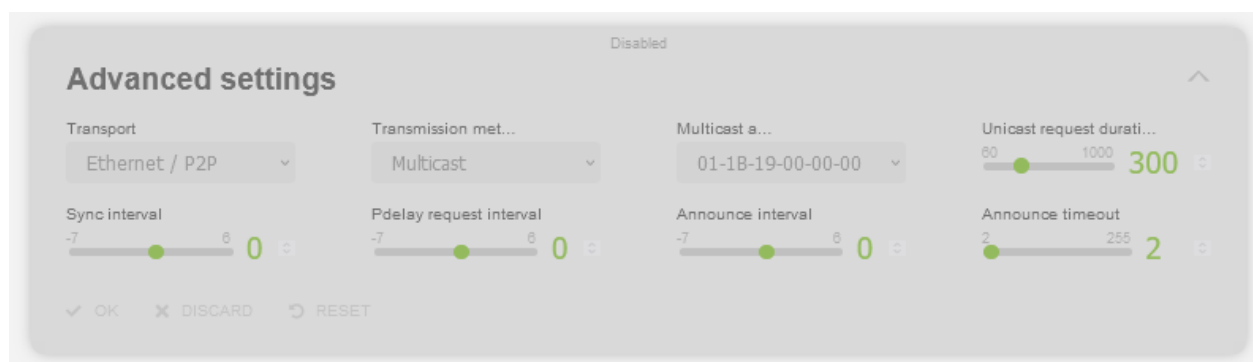 Disabled
Advanced settings
Transport Transmission met... Multicast a... Unicast request durati...
Ethernet / P2P Multicast 01-1B-19-00-00-00 60 1000 300
Sync interval Pdelay request interval Announce interval Announce timeout
-7 6 0 -7 6 0 -7 6 0 2 255 2
OK DISCARD RESET